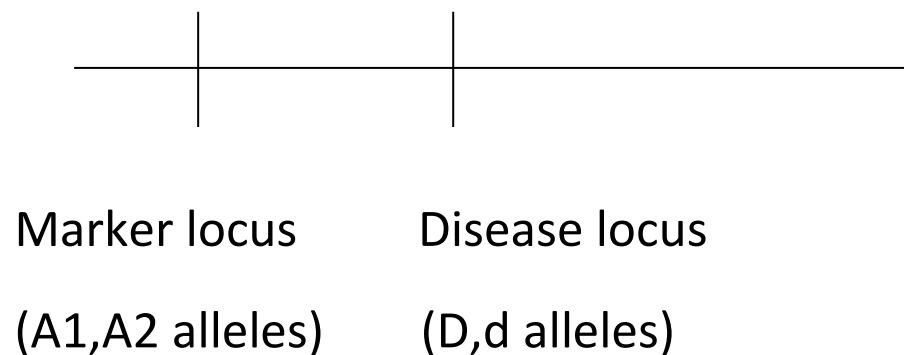 Marker locus Disease locus
(A1,A2 alleles) (D,d alleles)